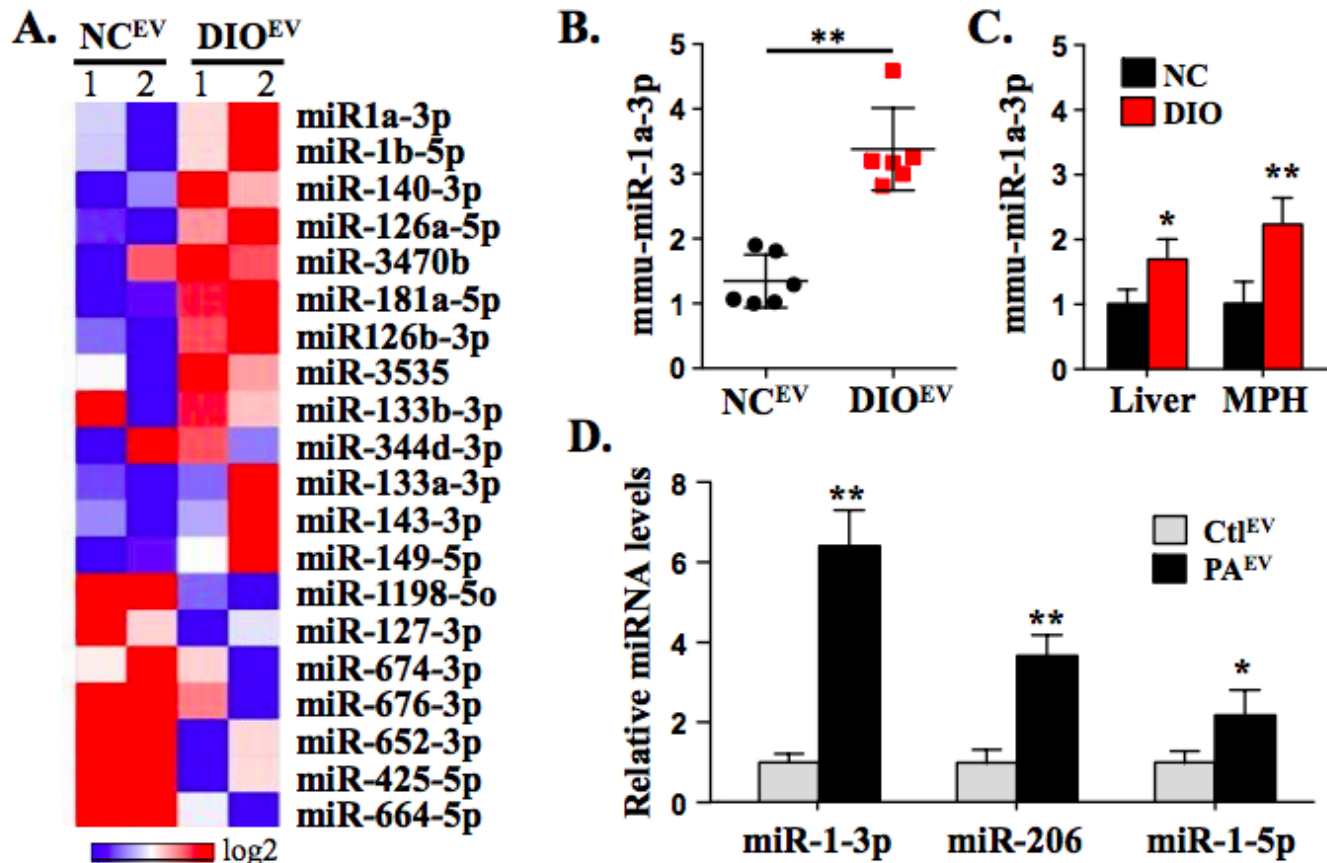 A.
NC^EV DIO^EV
1 2 1 2
miR1a-3p
miR-1b-5p
miR-140-3p
miR-126a-5p
miR-3470b
miR-181a-5p
miR126b-3p
miR-3535
miR-133b-3p
miR-344d-3p
miR-133a-3p
miR-143-3p
miR-149-5p
miR-1198-5o
miR-127-3p
miR-674-3p
miR-676-3p
miR-652-3p
miR-425-5p
miR-664-5p
log2
B.
mmu-miR-1a-3p
5
4
3
2
1
0
**
NC^EV DIO^EV
C.
mmu-miR-1a-3p
5
4
3
2
1
0
NC
DIO
*
**
Liver MPH
D.
Relative miRNA levels
8
6
4
2
0
Ctl^EV
PA^EV
**
**
*
miR-1-3p miR-206 miR-1-5p